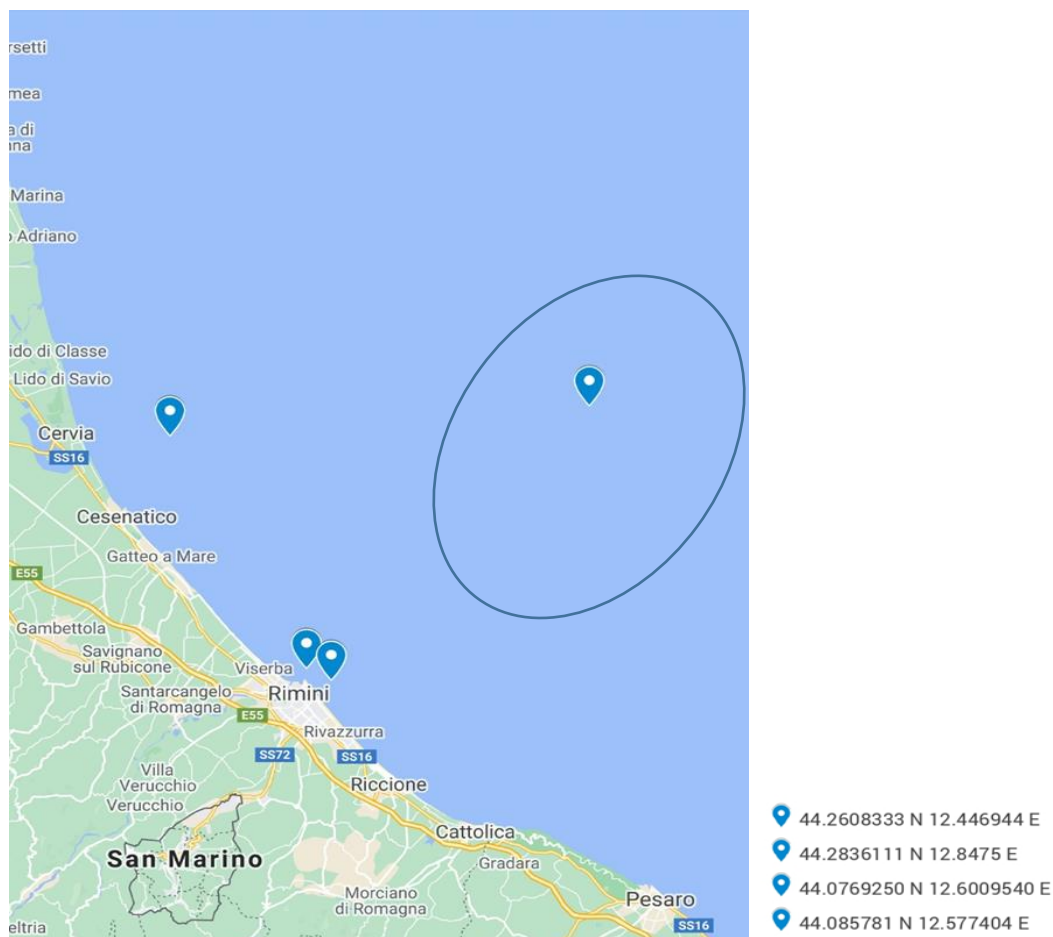 rsetti
mea
a di
nna
Marina
o Adriano
ido di Classe
Lido di Savio
Cervia
SS16
Cesenatico
Gatteo a Mare
E55
Gambettola
Savignano
sul Rubicone
Viserba
Santarcangelo
di Romagna
Rimini
E55
Rivazzurra
SS72
SS16
Villa
Verucchio
Verucchio
Riccione
Cattolica
San Marino
Gradara
Morciano
di Romagna
Pesaro
SS16
eltria
44.2608333 N 12.446944 E
44.2836111 N 12.8475 E
44.0769250 N 12.6009540 E
44.085781 N 12.577404 E